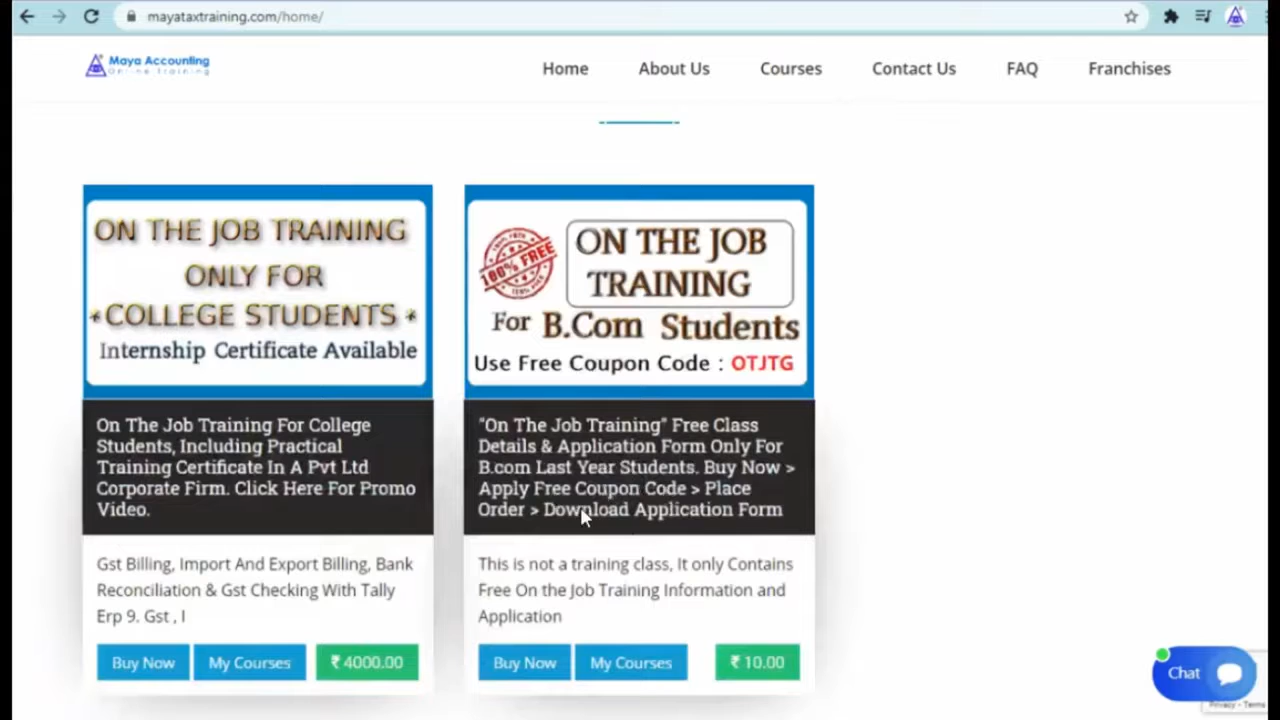 mayataxtraining.com/home/
Maya Accounting
Online Training
Home
About Us
Courses
Contact Us
FAQ
Franchises
ON THE JOB TRAINING
ONLY FOR
* COLLEGE STUDENTS *
Internship Certificate Available
On The Job Training For College
Students, Including Practical
Training Certificate In A Pvt Ltd
Corporate Firm. Click Here For Promo
Video.
Gst Billing, Import And Export Billing, Bank
Reconciliation & Gst Checking With Tally
Erp 9. Gst , I
Buy Now
My Courses
₹ 4000.00
100% FREE
ON THE JOB
TRAINING
For B.Com Students
Use Free Coupon Code : OTJTG
"On The Job Training" Free Class
Details & Application Form Only For
B.com Last Year Students. Buy Now >
Apply Free Coupon Code > Place
Order > Download Application Form
This is not a training class, It only Contains
Free On the Job Training Information and
Application
Buy Now
My Courses
₹ 10.00
Chat
Privacy - Terms